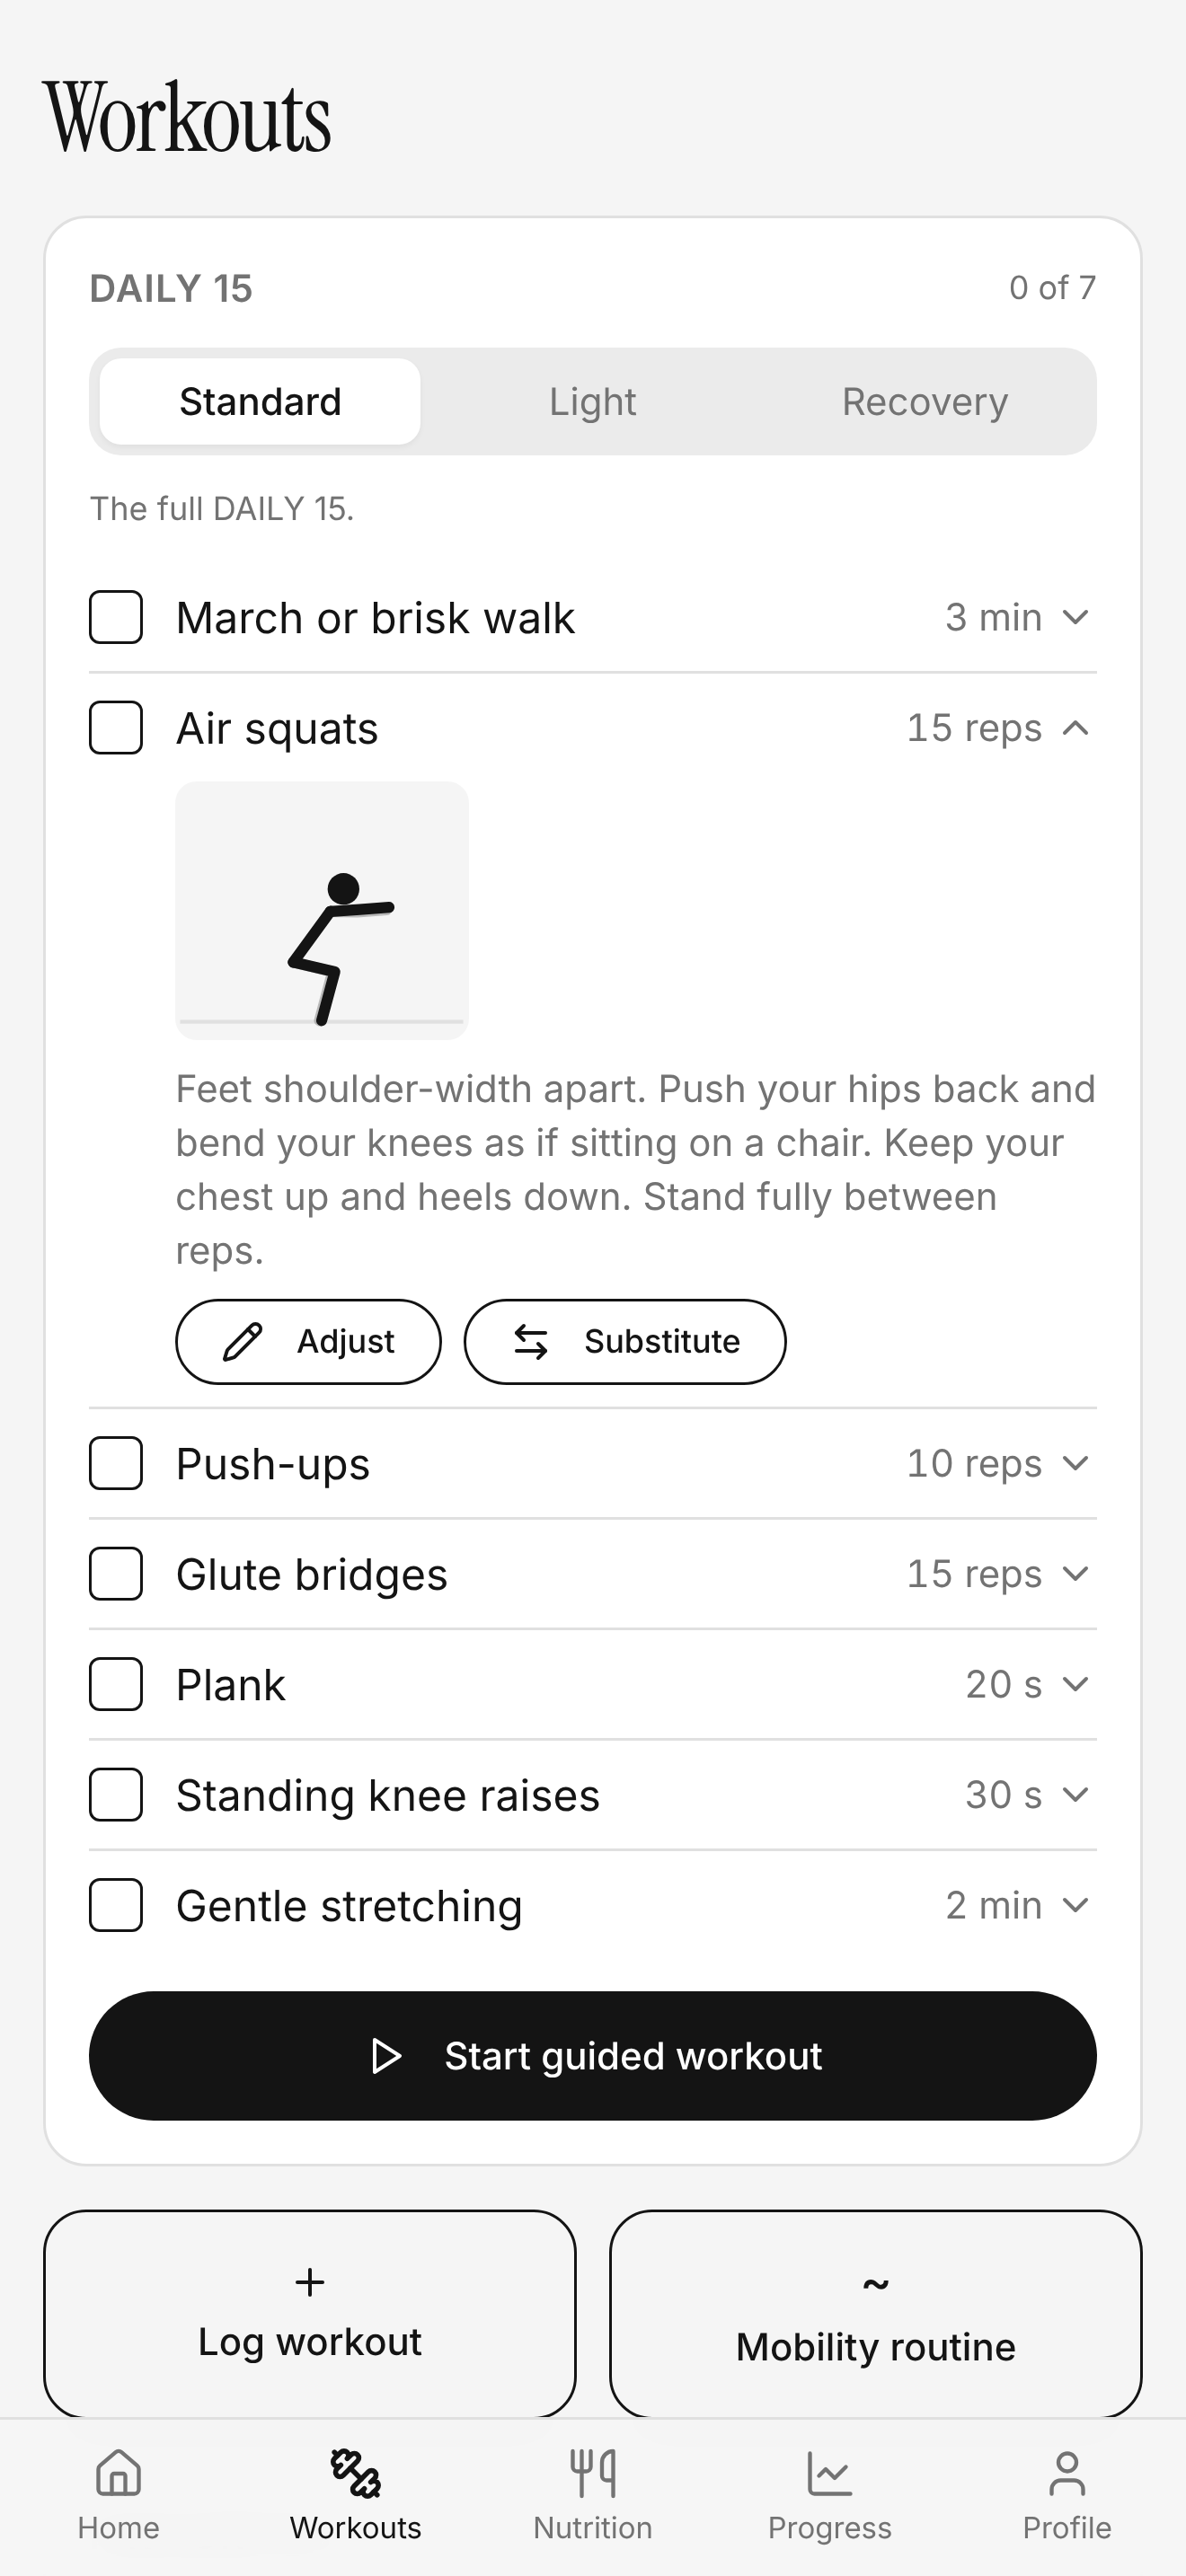 Workouts
DAILY 15
0 of 7
Standard
Light
Recovery
The full DAILY 15.
March or brisk walk
3 min
Air squats
15 reps
Feet shoulder-width apart. Push your hips back and
bend your knees as if sitting on a chair. Keep your
chest up and heels down. Stand fully between
reps.
Adjust
Substitute
Push-ups
10 reps
Glute bridges
15 reps
Plank
20 s
Standing knee raises
30 s
Gentle stretching
2 min
Start guided workout
+
Log workout
~
Mobility routine
Home
Workouts
Nutrition
Progress
Profile